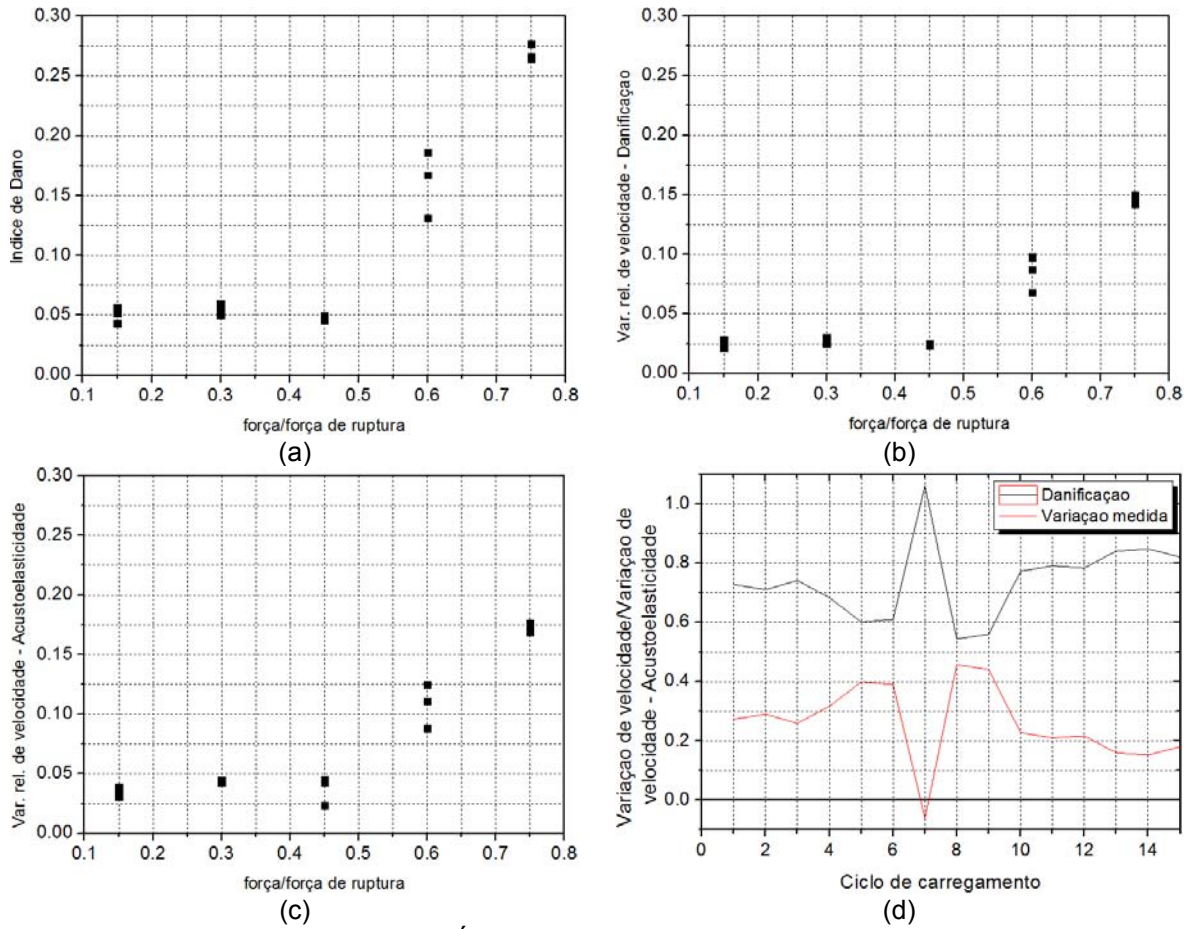 0.30
0.25
0.20
0.15
0.10
0.05
0.00
Indice de Dano
0.1 0.2 0.3 0.4 0.5 0.6 0.7 0.8
força/força de ruptura
(a)
0.30
0.25
0.20
0.15
0.10
0.05
0.00
Var. rel. de velocidade - Danificaçao
0.1 0.2 0.3 0.4 0.5 0.6 0.7 0.8
força/força de ruptura
(b)
0.30
0.25
0.20
0.15
0.10
0.05
0.00
Var. rel. de velocidade - Acustoelasticidade
0.1 0.2 0.3 0.4 0.5 0.6 0.7 0.8
força/força de ruptura
(c)
1.0
0.8
0.6
0.4
0.2
0.0
Variaçao de velocidade/Variaçao de
velocidade - Acustoelasticidade
Danificaçao
Variaçao medida
0 2 4 6 8 10 12 14
Ciclo de carregamento
(d)